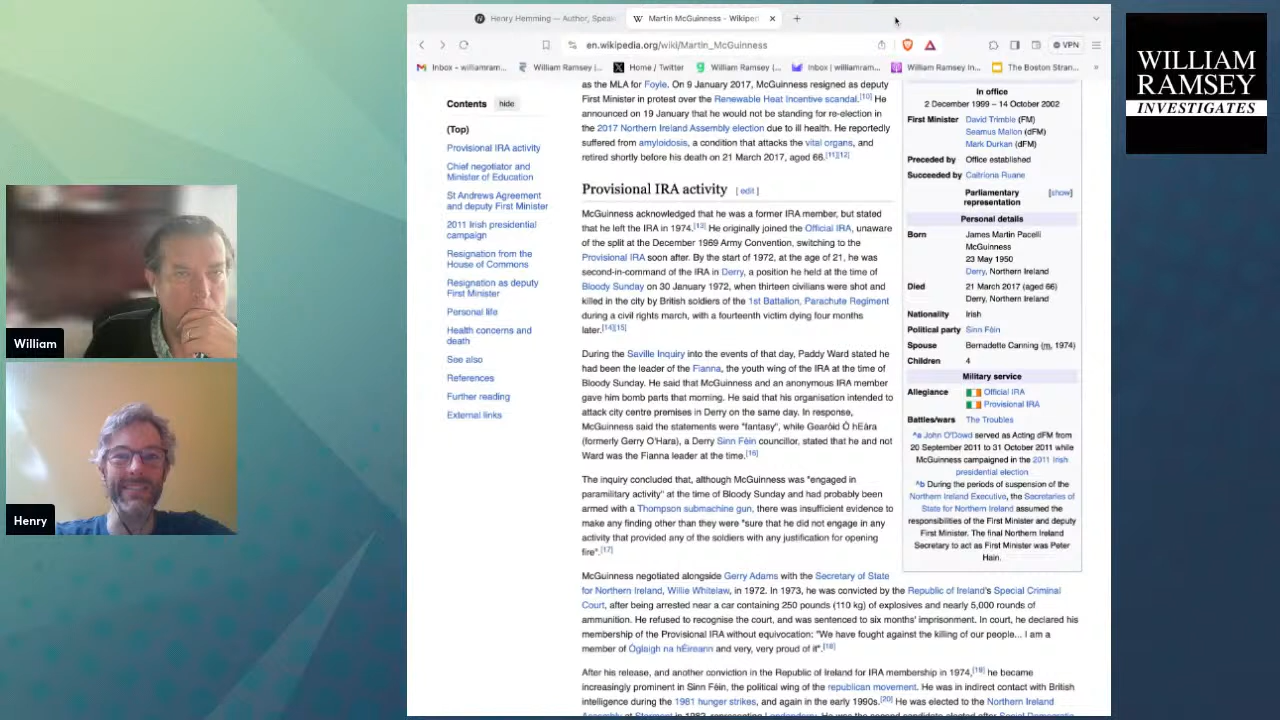 Henry Hemming — Author, Speak
W Martin McGuinness - Wikiped
en.wikipedia.org/wiki/Martin_McGuinness
VPN
Inbox - williamram...
William Ramsey |...
Home / Twitter
William Ramsey |...
Inbox | williamram...
William Ramsey In...
The Boston Stran...
WILLIAM
RAMSEY
INVESTIGATES
William
Henry
Contents hide
(Top)
Provisional IRA activity
Chief negotiator and
Minister of Education
St Andrews Agreement
and deputy First Minister
2011 Irish presidential
campaign
Resignation from the
House of Commons
Resignation as deputy
First Minister
Personal life
Health concerns and
death
See also
References
Further reading
External links
as the MLA for Foyle. On 9 January 2017, McGuinness resigned as deputy
First Minister in protest over the Renewable Heat Incentive scandal.[10] He
announced on 19 January that he would not be standing for re-election in
the 2017 Northern Ireland Assembly election due to ill health. He reportedly
suffered from amyloidosis, a condition that attacks the vital organs, and
retired shortly before his death on 21 March 2017, aged 66.[11][12]
Provisional IRA activity [ edit ]
McGuinness acknowledged that he was a former IRA member, but stated
that he left the IRA in 1974.[13] He originally joined the Official IRA, unaware
of the split at the December 1969 Army Convention, switching to the
Provisional IRA soon after. By the start of 1972, at the age of 21, he was
second-in-command of the IRA in Derry, a position he held at the time of
Bloody Sunday on 30 January 1972, when thirteen civilians were shot and
killed in the city by British soldiers of the 1st Battalion, Parachute Regiment
during a civil rights march, with a fourteenth victim dying four months
later.[14][15]
During the Saville Inquiry into the events of that day, Paddy Ward stated he
had been the leader of the Fianna, the youth wing of the IRA at the time of
Bloody Sunday. He said that McGuinness and an anonymous IRA member
gave him bomb parts that morning. He said that his organisation intended to
attack city centre premises in Derry on the same day. In response,
McGuinness said the statements were "fantasy", while Gearóid Ó hEára
(formerly Gerry O'Hara), a Derry Sinn Féin councillor, stated that he and not
Ward was the Fianna leader at the time.[16]
The inquiry concluded that, although McGuinness was "engaged in
paramilitary activity" at the time of Bloody Sunday and had probably been
armed with a Thompson submachine gun, there was insufficient evidence to
make any finding other than they were "sure that he did not engage in any
activity that provided any of the soldiers with any justification for opening
fire".[17]
McGuinness negotiated alongside Gerry Adams with the Secretary of State
for Northern Ireland, Willie Whitelaw, in 1972. In 1973, he was convicted by the Republic of Ireland's Special Criminal
Court, after being arrested near a car containing 250 pounds (110 kg) of explosives and nearly 5,000 rounds of
ammunition. He refused to recognise the court, and was sentenced to six months' imprisonment. In court, he declared his
membership of the Provisional IRA without equivocation: "We have fought against the killing of our people... I am a
member of Óglaigh na hÉireann and very, very proud of it".[18]
After his release, and another conviction in the Republic of Ireland for IRA membership in 1974,[19] he became
increasingly prominent in Sinn Féin, the political wing of the republican movement. He was in indirect contact with British
intelligence during the 1981 hunger strikes, and again in the early 1990s.[20] He was elected to the Northern Ireland
In office
2 December 1999 – 14 October 2002
First Minister David Trimble (FM)
Seamus Mallon (dFM)
Mark Durkan (dFM)
Preceded by Office established
Succeeded by Caitríona Ruane
Parliamentary [show]
representation
Personal details
Born James Martin Pacelli
McGuinness
23 May 1950
Derry, Northern Ireland
Died 21 March 2017 (aged 66)
Derry, Northern Ireland
Nationality Irish
Political party Sinn Féin
Spouse Bernadette Canning (m. 1974)
Children 4
Military service
Allegiance Official IRA
Provisional IRA
Battles/wars The Troubles
^a John O'Dowd served as Acting dFM from
20 September 2011 to 31 October 2011 while
McGuinness campaigned in the 2011 Irish
presidential election
^b During the periods of suspension of the
Northern Ireland Executive, the Secretaries of
State for Northern Ireland assumed the
responsibilities of the First Minister and deputy
First Minister. The final Northern Ireland
Secretary to act as First Minister was Peter
Hain.